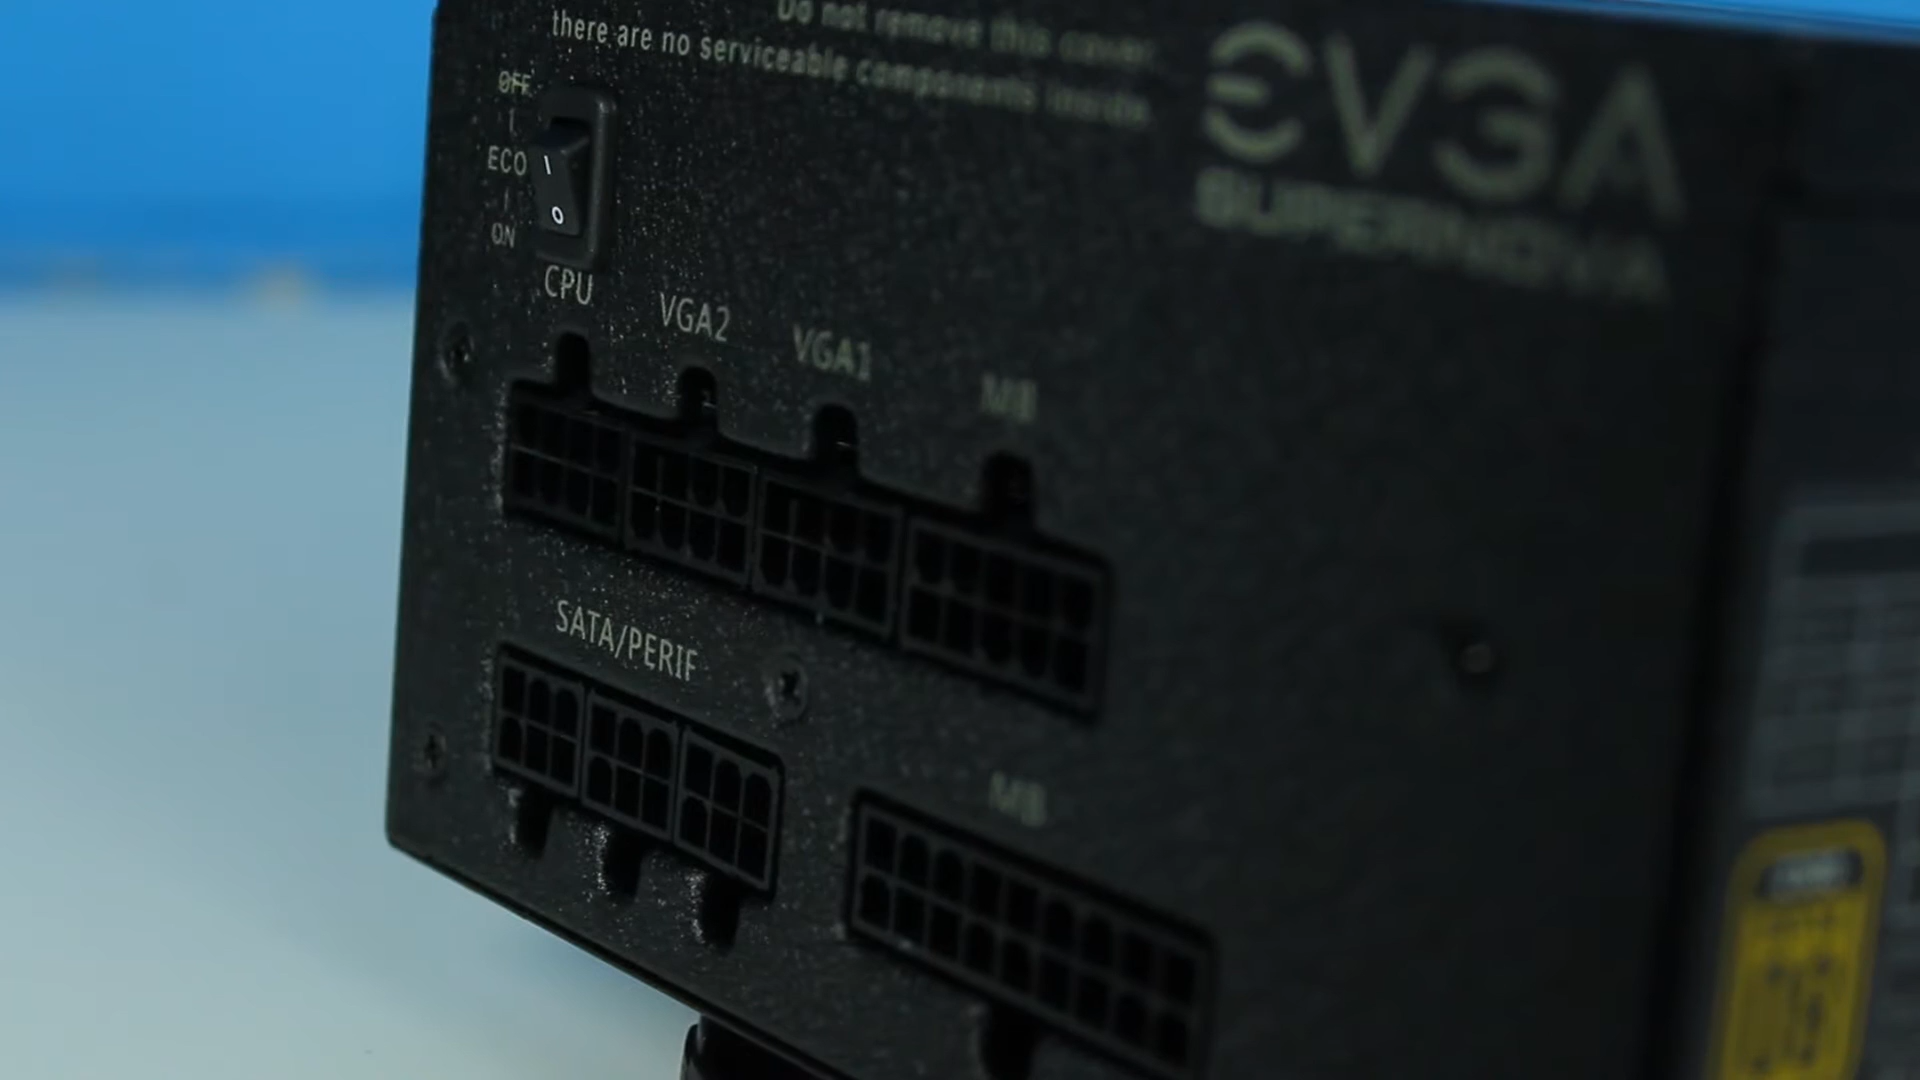 Do not remove this cover.
there are no serviceable components inside.
EVGA
SUPERNOVA
OFF
ECO
ON
I
O
CPU
VGA2
VGA1
MB
SATA/PERIF
MB